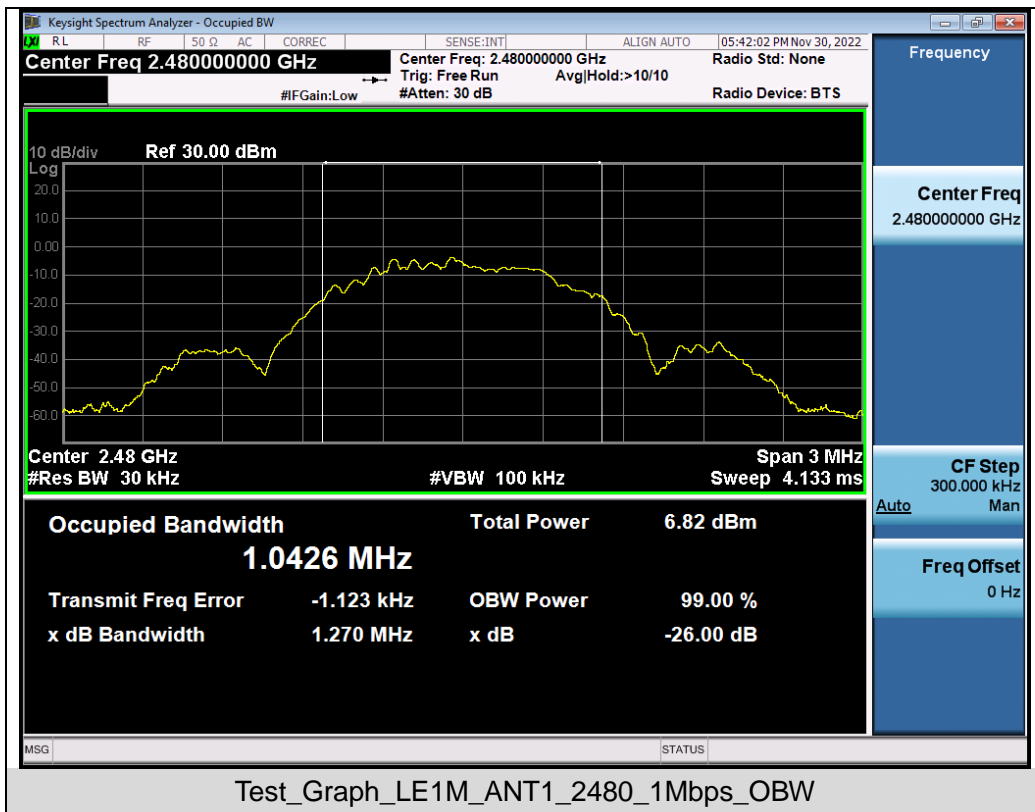 Keysight Spectrum Analyzer - Occupied BW
LXI RL RF 50 Ω AC CORREC SENSE:INT ALIGN AUTO 05:42:02 PM Nov 30, 2022
Center Freq 2.480000000 GHz
Center Freq: 2.480000000 GHz
Radio Std: None
Trig: Free Run Avg|Hold:>10/10
#IFGain:Low
#Atten: 30 dB
Radio Device: BTS
10 dB/div Ref 30.00 dBm
Log
20.0
10.0
0.00
-10.0
-20.0
-30.0
-40.0
-50.0
-60.0
Center 2.48 GHz
Span 3 MHz
#Res BW 30 kHz
#VBW 100 kHz
Sweep 4.133 ms
Occupied Bandwidth
Total Power 6.82 dBm
1.0426 MHz
Transmit Freq Error -1.123 kHz
OBW Power 99.00 %
x dB Bandwidth 1.270 MHz
x dB -26.00 dB
MSG
STATUS
Frequency
Center Freq
2.480000000 GHz
CF Step
300.000 kHz
Auto Man
Freq Offset
0 Hz
Test_Graph_LE1M_ANT1_2480_1Mbps_OBW